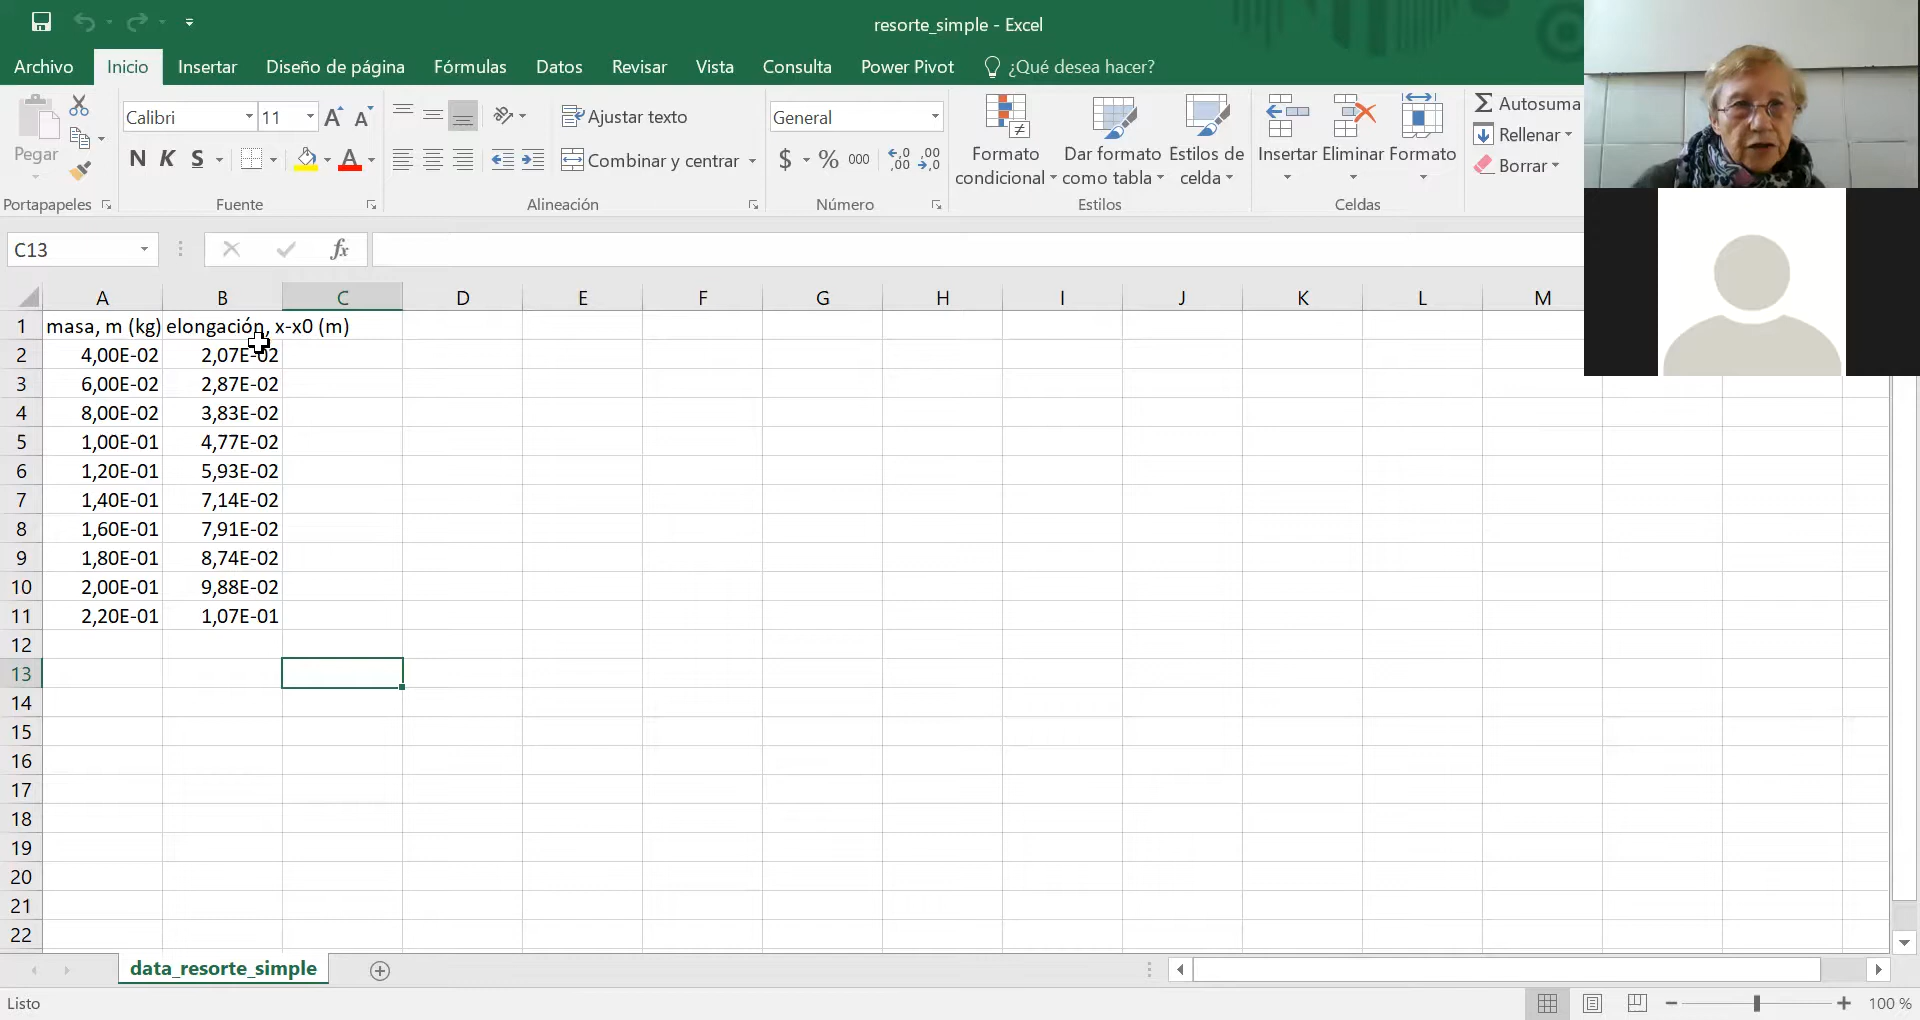 resorte_simple - Excel
Archivo Inicio Insertar Diseño de página Fórmulas Datos Revisar Vista Consulta Power Pivot ¿Qué desea hacer?
Pegar
Portapapeles
Calibri 11
N K S
Fuente
Ajustar texto
Combinar y centrar
Alineación
General
$ % 000
Número
Formato condicional
Dar formato como tabla
Estilos de celda
Estilos
Insertar Eliminar Formato
Celdas
Autosuma
Rellenar
Borrar
C13 fx
A B C D E F G H I J K L M
1 masa, m (kg) elongación, x-x0 (m)
2 4,00E-02 2,07E-02
3 6,00E-02 2,87E-02
4 8,00E-02 3,83E-02
5 1,00E-01 4,77E-02
6 1,20E-01 5,93E-02
7 1,40E-01 7,14E-02
8 1,60E-01 7,91E-02
9 1,80E-01 8,74E-02
10 2,00E-01 9,88E-02
11 2,20E-01 1,07E-01
12
13
14
15
16
17
18
19
20
21
22
data_resorte_simple
Listo 100 %